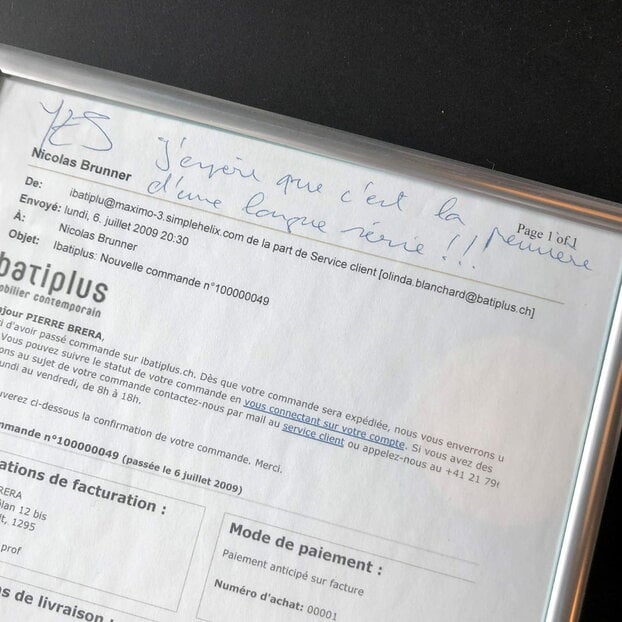 YES j'espère que c'est la première
d'une longue série!!!
Nicolas Brunner
Page 1 of 1
De: ibatiplu@maximo-3.simplehelix.com de la part de Service client [olinda.blanchard@batiplus.ch]
Envoyé: lundi, 6. juillet 2009 20:30
À: Nicolas Brunner
Objet: Ibatiplus: Nouvelle commande n°100000049
batiplus
obilier contemporain
jour PIERRE BRERA,
i d'avoir passé commande sur ibatiplus.ch. Dès que votre commande sera expédiée, nous vous enverrons u
Vous pouvez suivre le statut de votre commande en vous connectant sur votre compte. Si vous avez des
ons au sujet de votre commande contactez-nous par mail au service client ou appelez-nous au +41 21 79
undi au vendredi, de 8h à 18h.
uverez ci-dessous la confirmation de votre commande. Merci.
mmande n°100000049 (passée le 6 juillet 2009)
ations de facturation :
RERA
lan 12 bis
t, 1295
prof
Mode de paiement :
Paiement anticipé sur facture
Numéro d'achat: 00001
s de livraison :